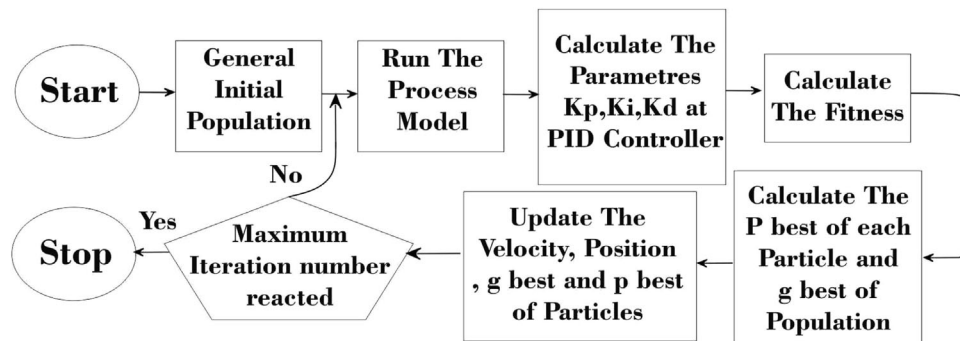 Start
General
Initial
Population
Run The
Process
Model
Calculate The
Parametres
Kp,Ki,Kd at
PID Controller
Calculate
The Fitness
Calculate The
P best of each
Particle and
g best of
Population
Update The
Velocity, Position
, g best and p best
of Particles
Maximum
Iteration number
reacted
No
Yes
Stop